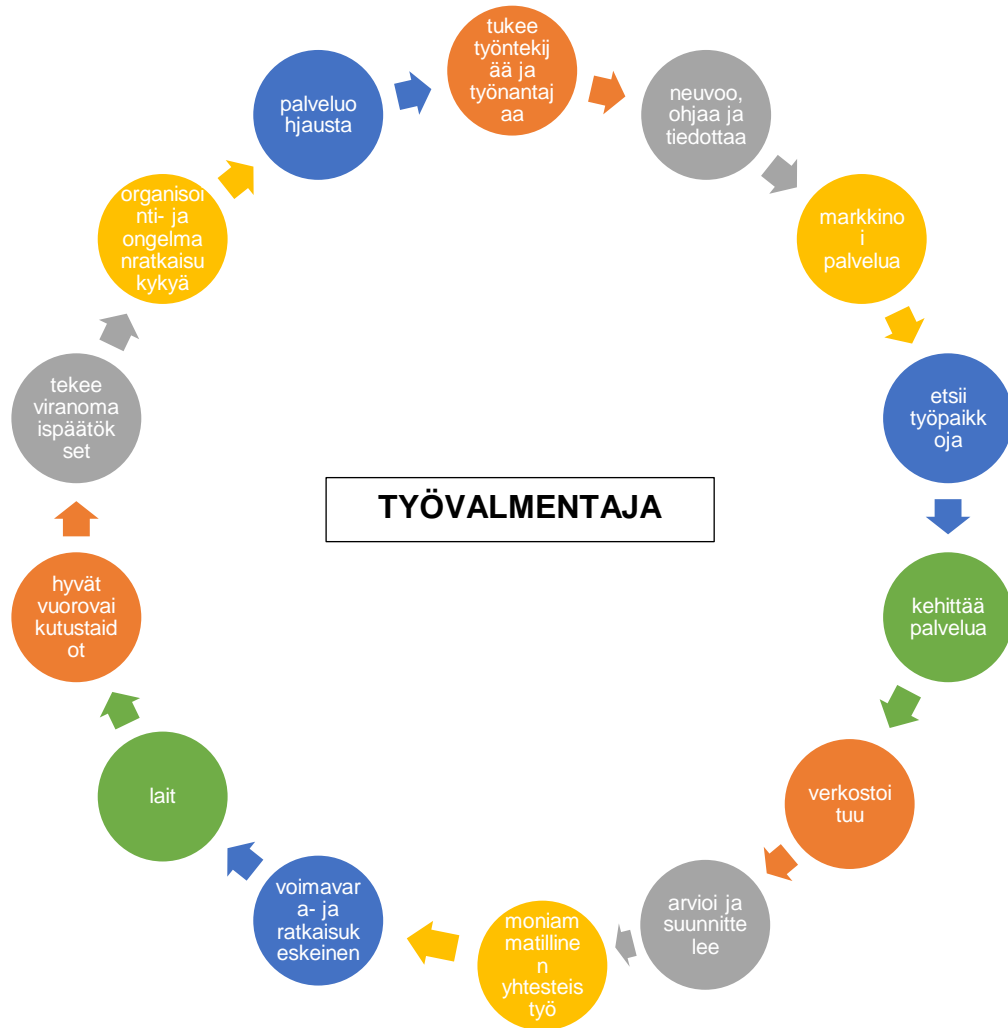 tukee
työntekij
ää ja
työnantaj
aa
neuvoo,
ohjaa ja
tiedottaa
markkino
i
palvelua
etsii
työpaikk
oja
kehittää
palvelua
verkostoi
tuu
arvioi ja
suunnitte
lee
moniam
matilline
n
yhtesteis
työ
voimavar
a- ja
ratkaisuk
eskeinen
lait
hyvät
vuorovai
kutustaid
ot
tekee
viranoma
ispäätök
set
organisoi
nti- ja
ongelma
nratkaisu
kykyä
palveluo
hjausta
TYÖVALMENTAJA